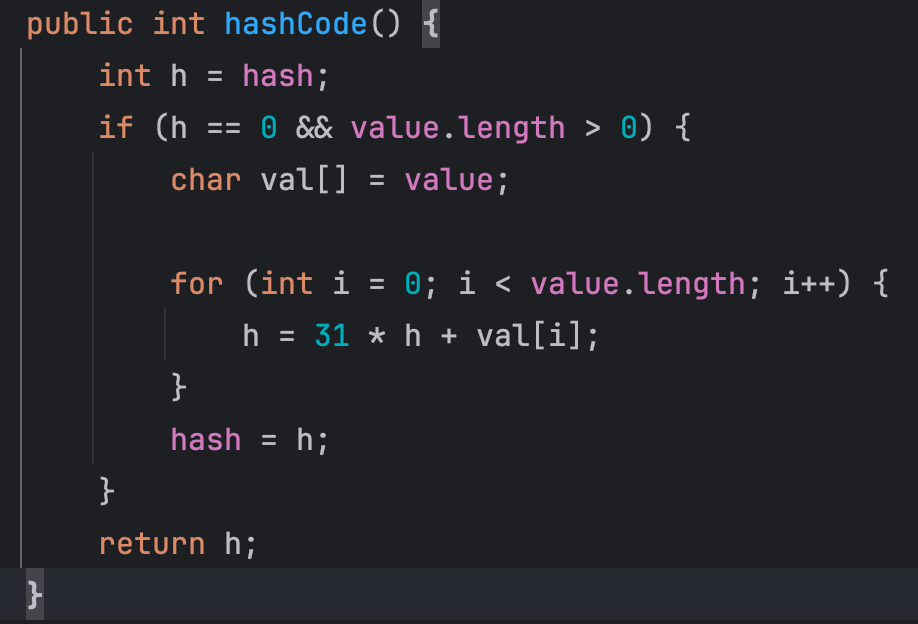 public int hashCode() {
    int h = hash;
    if (h == 0 && value.length > 0) {
        char val[] = value;

        for (int i = 0; i < value.length; i++) {
            h = 31 * h + val[i];
        }
        hash = h;
    }
    return h;
}